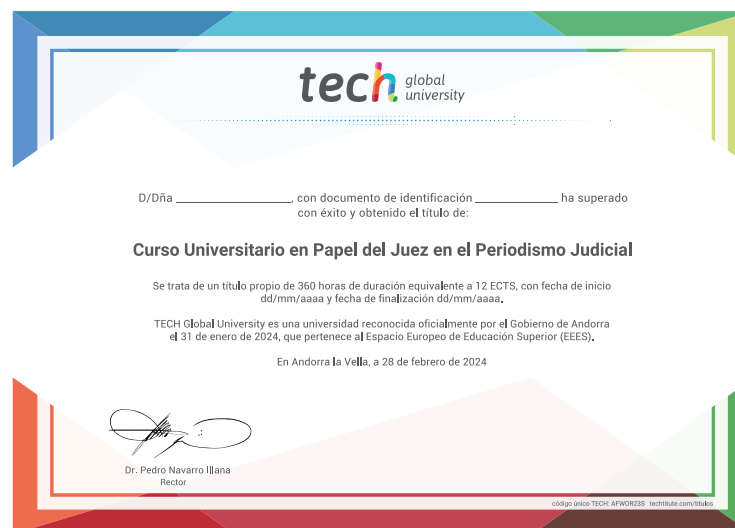 tech global university
D/Dña ____________, con documento de identificación ____________ ha superado
con éxito y obtenido el título de:
Curso Universitario en Papel del Juez en el Periodismo Judicial
Se trata de un título propio de 360 horas de duración equivalente a 12 ECTS, con fecha de inicio
dd/mm/aaaa y fecha de finalización dd/mm/aaaa.
TECH Global University es una universidad reconocida oficialmente por el Gobierno de Andorra
el 31 de enero de 2024, que pertenece al Espacio Europeo de Educación Superior (EEES).
En Andorra la Vella, a 28 de febrero de 2024
Dr. Pedro Navarro Illana
Rector
código único TECH: AFWOR23S techtitute.com/títulos